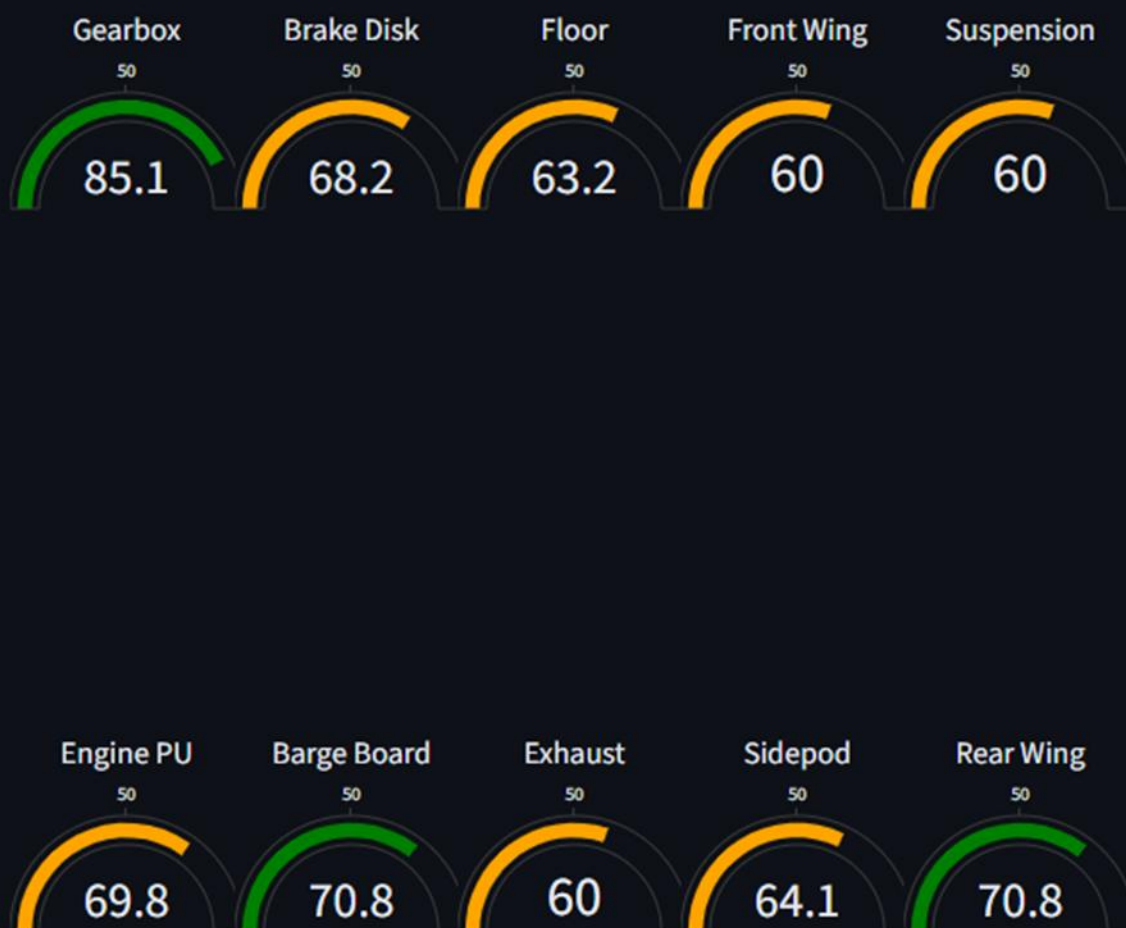 Gearbox Brake Disk Floor Front Wing Suspension
50 50 50 50 50
85.1 68.2 63.2 60 60
Engine PU Barge Board Exhaust Sidepod Rear Wing
50 50 50 50 50
69.8 70.8 60 64.1 70.8